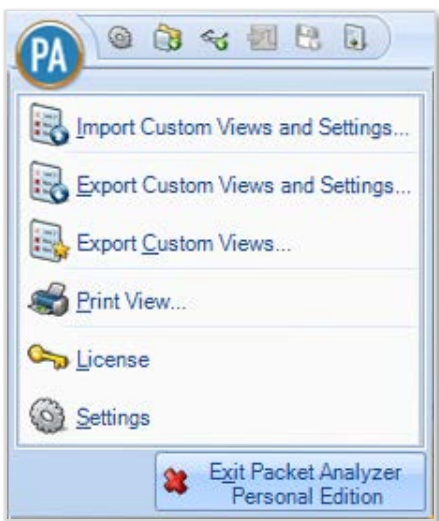 PA
Import Custom Views and Settings...
Export Custom Views and Settings...
Export Custom Views...
Print View...
License
Settings
Exit Packet Analyzer
Personal Edition